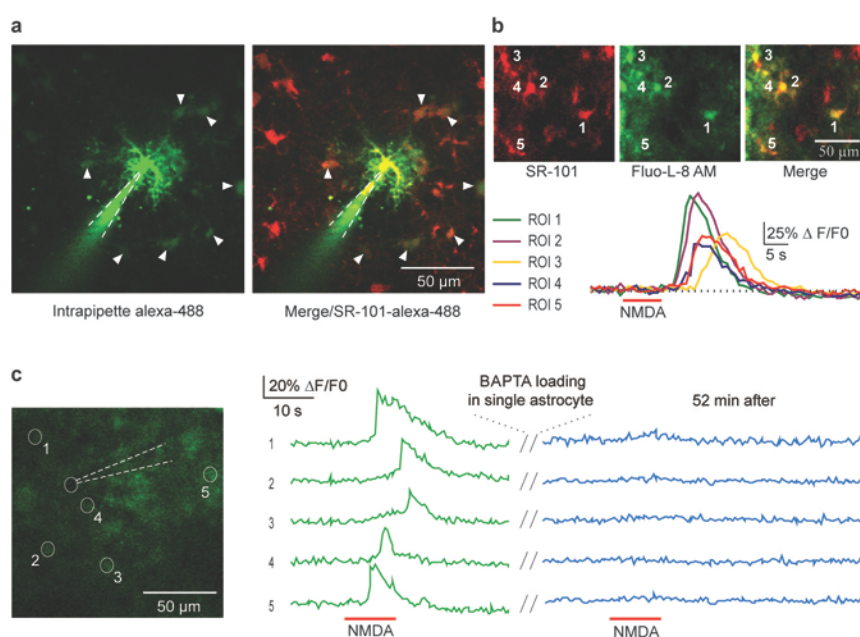 a
Intrapipette alexa-488
50 µm
Merge/SR-101-alexa-488
b
3
4 2
1
5
SR-101
3
4 2
1
5
Fluo-L-8 AM
3
4 2
1
5
50 µm
Merge
ROI 1
ROI 2
ROI 3
ROI 4
ROI 5
25% Δ F/F0
5 s
NMDA
c
1
5
4
2
3
50 µm
20% ΔF/F0
10 s
BAPTA loading
in single astrocyte
52 min after
1
2
3
4
5
NMDA
NMDA